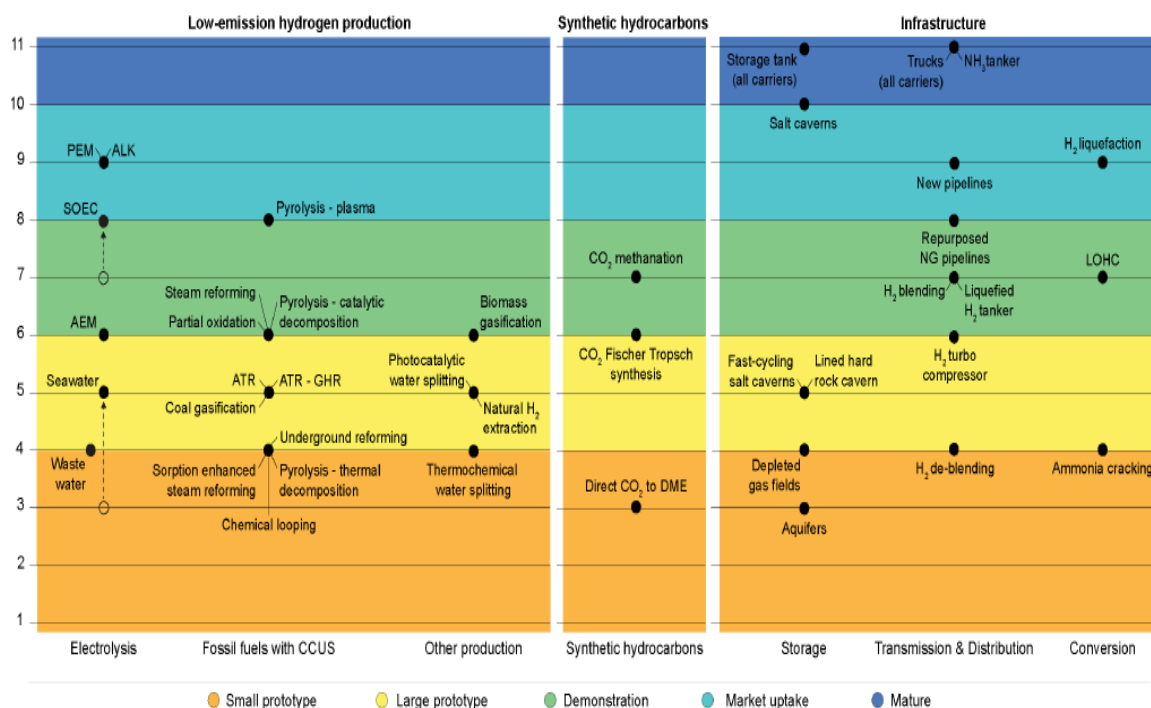 Low-emission hydrogen production
Synthetic hydrocarbons
Infrastructure
11
10
9
8
7
6
5
4
3
2
1
PEM
ALK
SOEC
AEM
Seawater
Waste
water
Pyrolysis - plasma
Steam reforming
Partial oxidation
Pyrolysis - catalytic
decomposition
ATR
ATR - GHR
Coal gasification
Underground reforming
Sorption enhanced
steam reforming
Pyrolysis - thermal
decomposition
Chemical looping
Biomass
gasification
Photocatalytic
water splitting
Natural H₂
extraction
Thermochemical
water splitting
CO₂ methanation
CO₂ Fischer Tropsch
synthesis
Direct CO₂ to DME
Storage tank
(all carriers)
Salt caverns
Fast-cycling
salt caverns
Lined hard
rock cavern
Depleted
gas fields
Aquifers
Trucks
(all carriers)
NH₃ tanker
New pipelines
Repurposed
NG pipelines
H₂ blending
Liquefied
H₂ tanker
H₂ turbo
compressor
H₂ de-blending
H₂ liquefaction
LOHC
Ammonia cracking
Electrolysis
Fossil fuels with CCUS
Other production
Synthetic hydrocarbons
Storage
Transmission & Distribution
Conversion
Small prototype
Large prototype
Demonstration
Market uptake
Mature